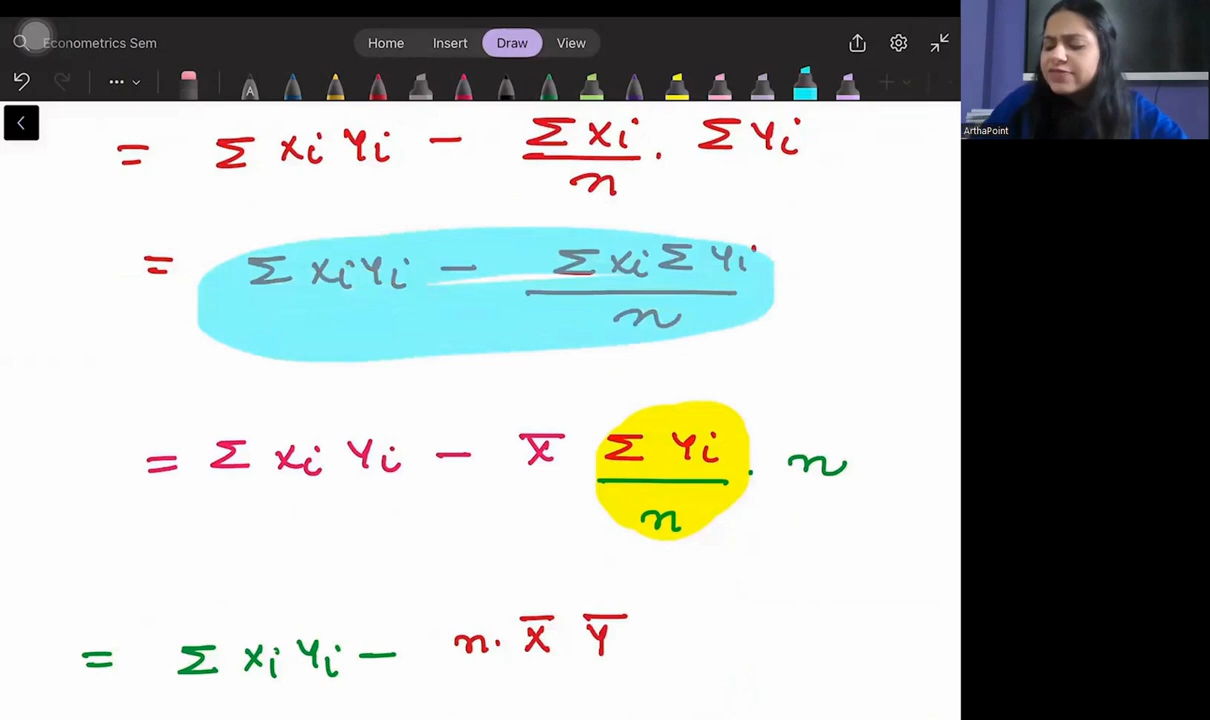 Econometrics Sem
Home Insert Draw View
ArthaPoint
= Σ Xi Yi - Σ Xi / n . Σ Yi
= Σ Xi Yi - Σ Xi Σ Yi / n
= Σ Xi Yi - X̄ Σ Yi / n . n
= Σ Xi Yi - n. X̄ Ȳ